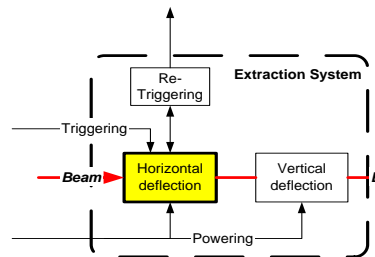 Re-
Triggering
Extraction System
Triggering
Beam
Horizontal
deflection
Vertical
deflection
Powering